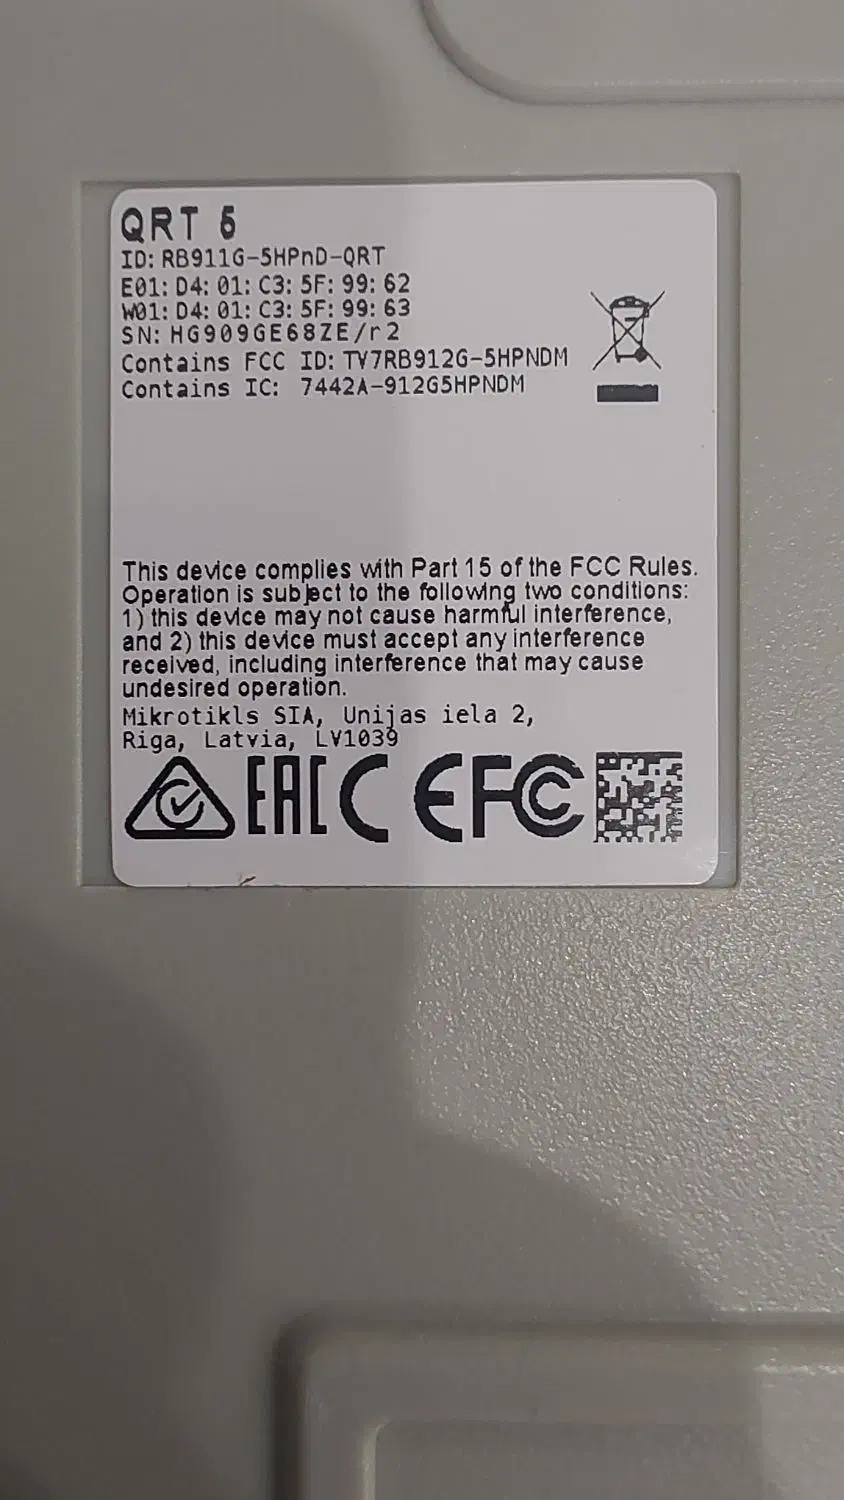 QRT 5
ID: RB911G-5HPnD-QRT
E01: D4: 01: C3: 5F: 99: 62
W01: D4: 01: C3: 5F: 99: 63
SN: HG909GE68ZE/r2
Contains FCC ID: TV7RB912G-5HPNDM
Contains IC: 7442A-912G5HPNDM
This device complies with Part 15 of the FCC Rules.
Operation is subject to the following two conditions:
1) this device may not cause harmful interference,
and 2) this device must accept any interference
received, including interference that may cause
undesired operation.
Mikrotikls SIA, Unijas iela 2,
Riga, Latvia, LV1039
EAC CE FC